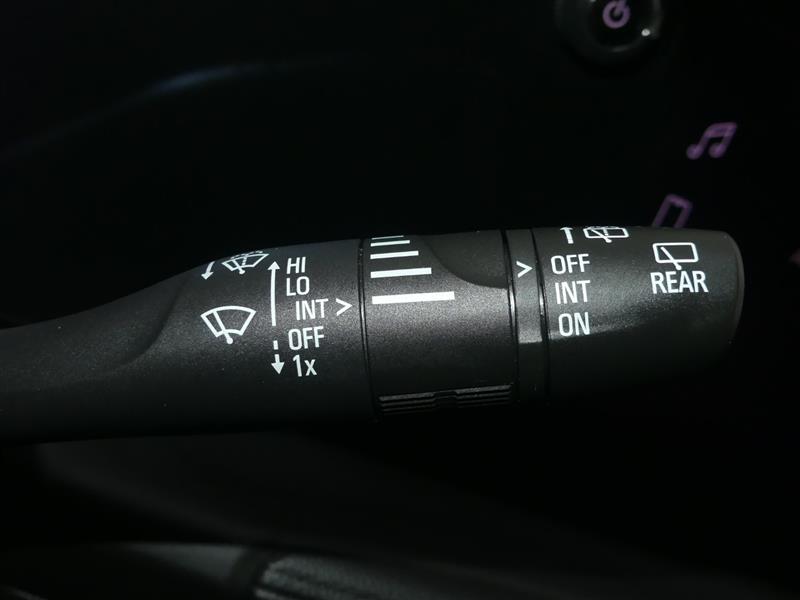 HI
LO
INT >
OFF
1x
>
OFF
INT
ON
REAR